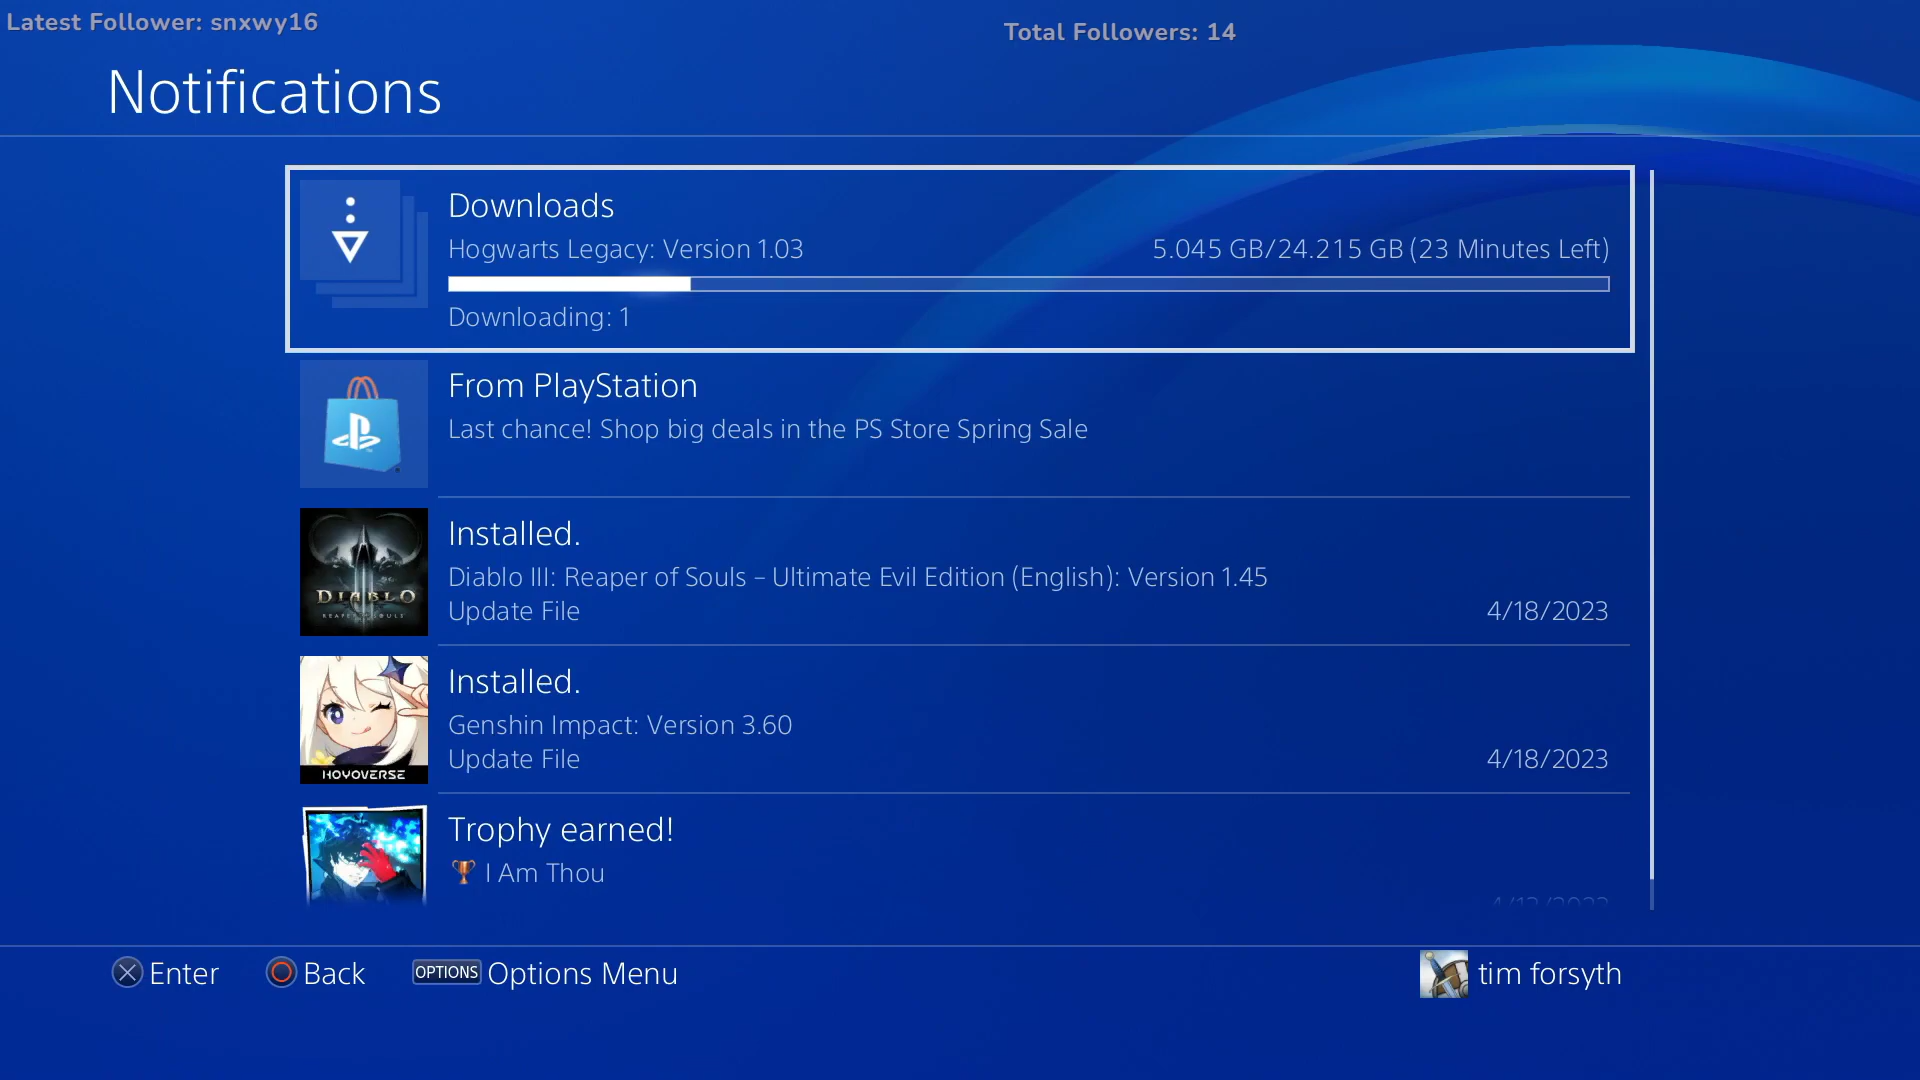 Latest Follower: snxwy16
Total Followers: 14
Notifications
Downloads
Hogwarts Legacy: Version 1.03
5.045 GB/24.215 GB (23 Minutes Left)
Downloading: 1
From PlayStation
Last chance! Shop big deals in the PS Store Spring Sale
DIABLO
REAPER OF SOULS
Installed.
Diablo III: Reaper of Souls – Ultimate Evil Edition (English): Version 1.45
Update File
4/18/2023
HOYOVERSE
Installed.
Genshin Impact: Version 3.60
Update File
4/18/2023
Trophy earned!
I Am Thou
Enter
Back
OPTIONS
Options Menu
tim forsyth